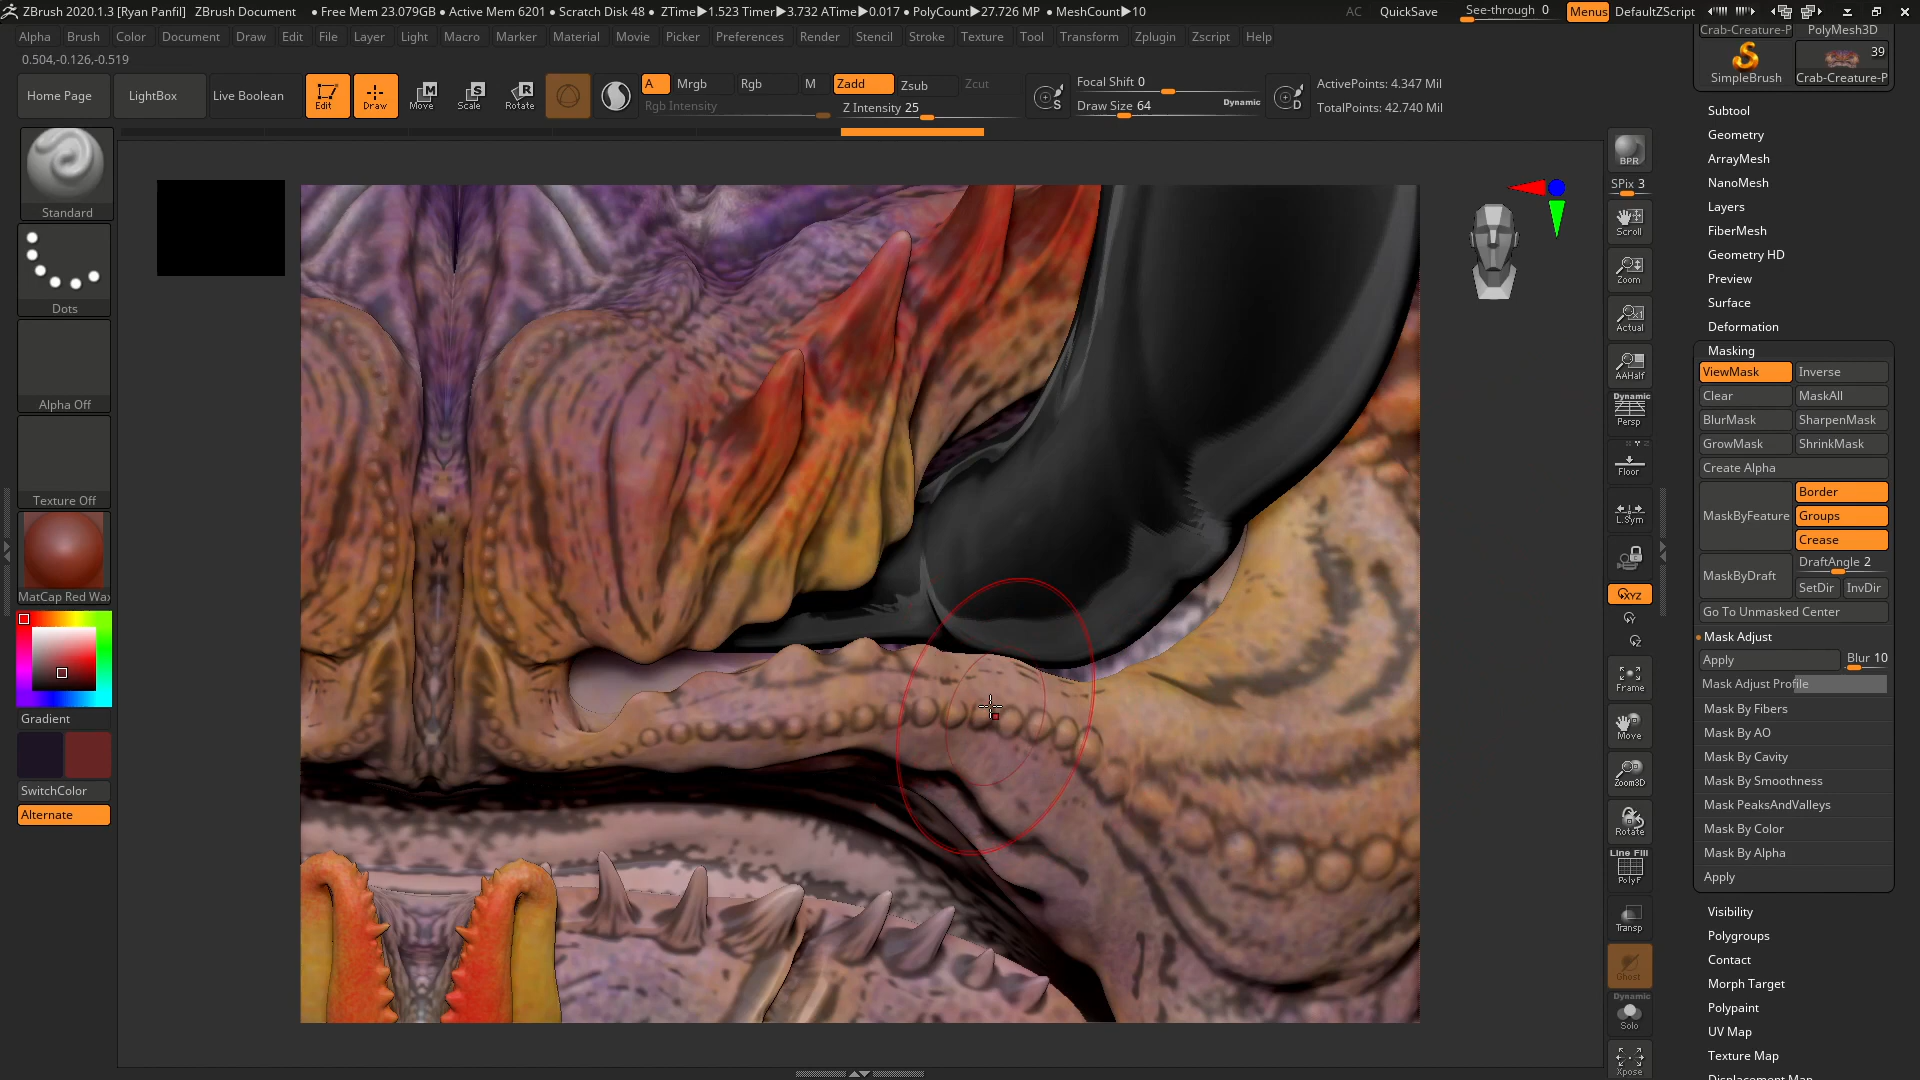 ZBrush 2020.1.3 [Ryan Panfil] ZBrush Document • Free Mem 23.079GB • Active Mem 6201 • Scratch Disk 48 • ZTime▶1.523 Timer▶3.732 ATime▶0.017 • PolyCount▶27.726 MP • MeshCount▶10 AC QuickSave See-through 0 Menus DefaultZScript
Alpha Brush Color Document Draw Edit File Layer Light Macro Marker Material Movie Picker Preferences Render Stencil Stroke Texture Tool Transform Zplugin Zscript Help
0.504,-0.126,-0.519
Home Page LightBox Live Boolean Edit Draw Move Scale Rotate
A Mrgb Rgb M Zadd Zsub Zcut
Rgb Intensity Z Intensity 25
Focal Shift 0
Draw Size 64 Dynamic
ActivePoints: 4.347 Mil
TotalPoints: 42.740 Mil
Standard
Dots
Alpha Off
Texture Off
MatCap Red Wax
Gradient
SwitchColor
Alternate
BPR
SPix 3
Scroll
Zoom
Actual
AAHalf
Dynamic
Persp
Floor
L.Sym
XYZ
Y
Z
Frame
Move
Zoom3D
Rotate
Line Fill
PolyF
Transp
Ghost
Dynamic
Solo
Xpose
Crab-Creature-P PolyMesh3D
39
SimpleBrush Crab-Creature-P
Subtool
Geometry
ArrayMesh
NanoMesh
Layers
FiberMesh
Geometry HD
Preview
Surface
Deformation
Masking
ViewMask Inverse
Clear MaskAll
BlurMask SharpenMask
GrowMask ShrinkMask
Create Alpha
MaskByFeature Border
Groups
Crease
MaskByDraft DraftAngle 2
SetDir InvDir
Go To Unmasked Center
Mask Adjust
Apply Blur 10
Mask Adjust Profile
Mask By Fibers
Mask By AO
Mask By Cavity
Mask By Smoothness
Mask PeaksAndValleys
Mask By Color
Mask By Alpha
Apply
Visibility
Polygroups
Contact
Morph Target
Polypaint
UV Map
Texture Map
Displacement Map